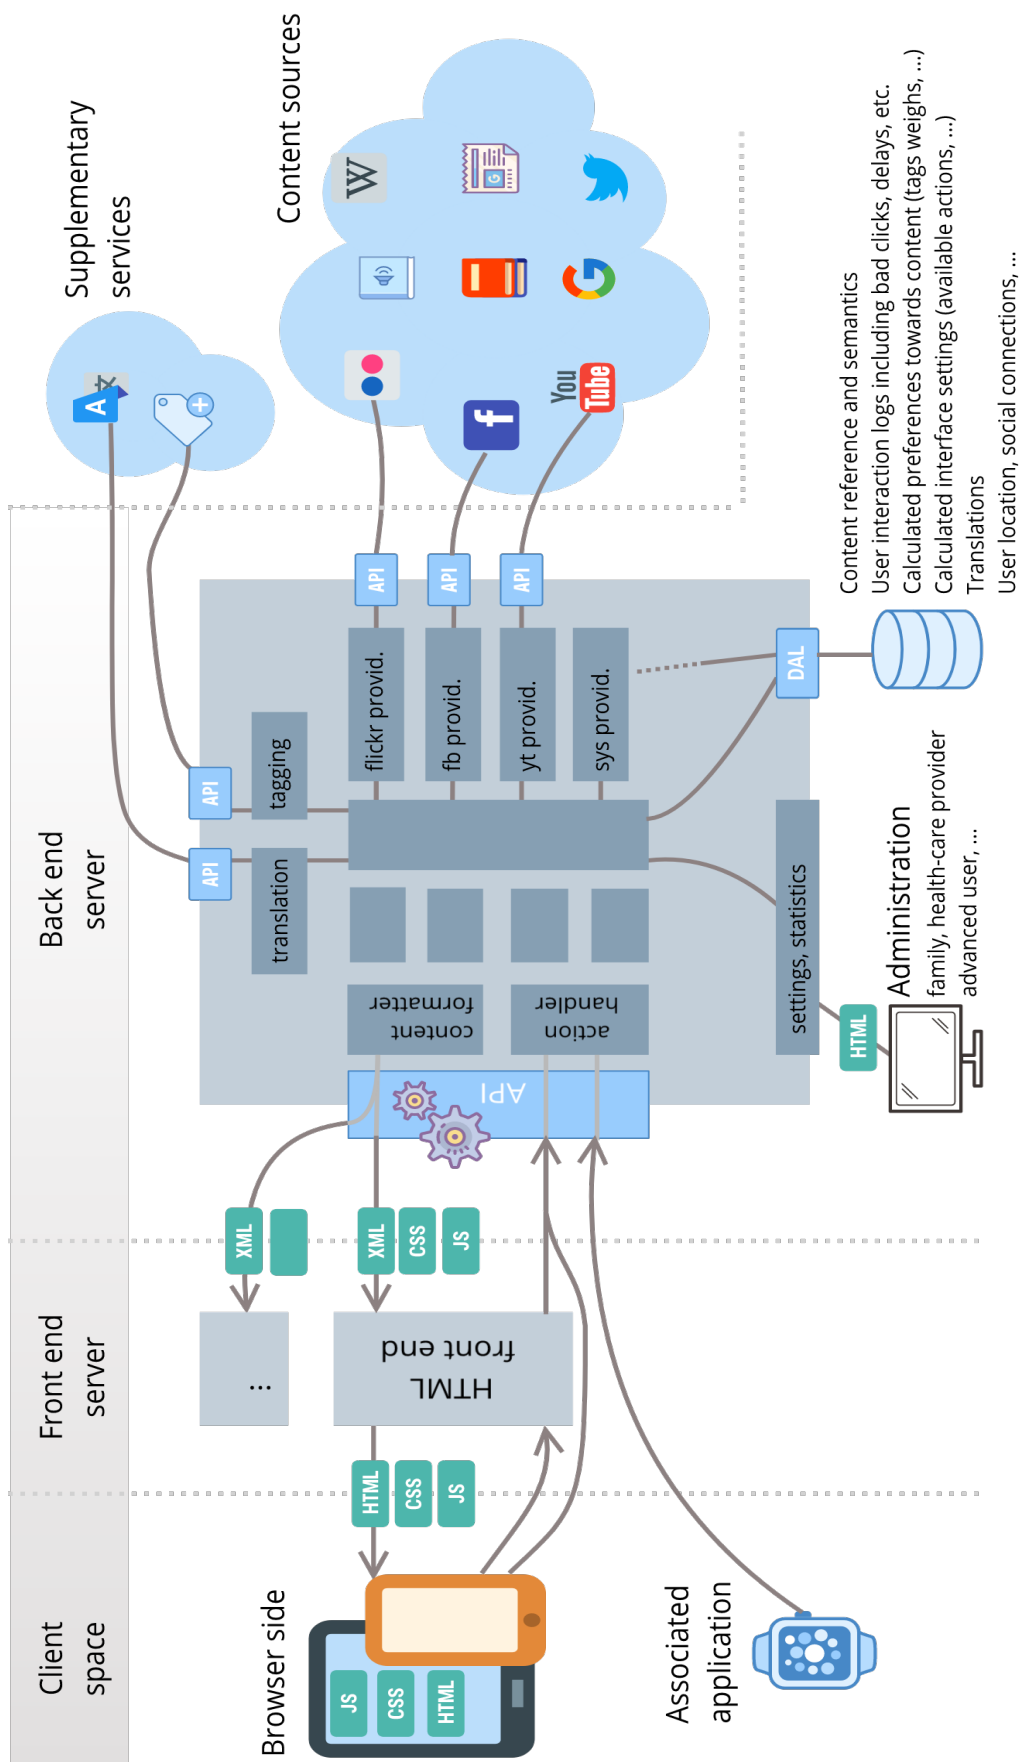 Client
space
Front end
server
Back end
server
Supplementary
services
Content sources
A
W
G
f
You
Tube
API
API
API
API
API
tagging
translation
flickr provid.
fb provid.
yt provid.
sys provid.
content
formatter
action
handler
API
settings, statistics
DAL
XML
XML
CSS
JS
...
HTML
front end
HTML
CSS
JS
Browser side
JS
CSS
HTML
Associated
application
HTML
Administration
family, health-care provider
advanced user, ...
Content reference and semantics
User interaction logs including bad clicks, delays, etc.
Calculated preferences towards content (tags weighs, ...)
Calculated interface settings (available actions, ...)
Translations
User location, social connections, ...